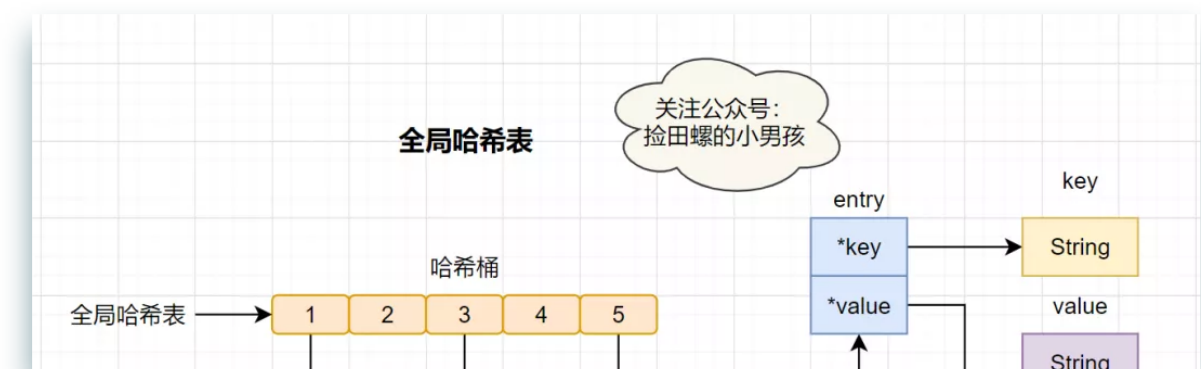 关注公众号：
捡田螺的小男孩
全局哈希表
key
entry
*key
String
哈希桶
全局哈希表
1
2
3
4
5
*value
value
String